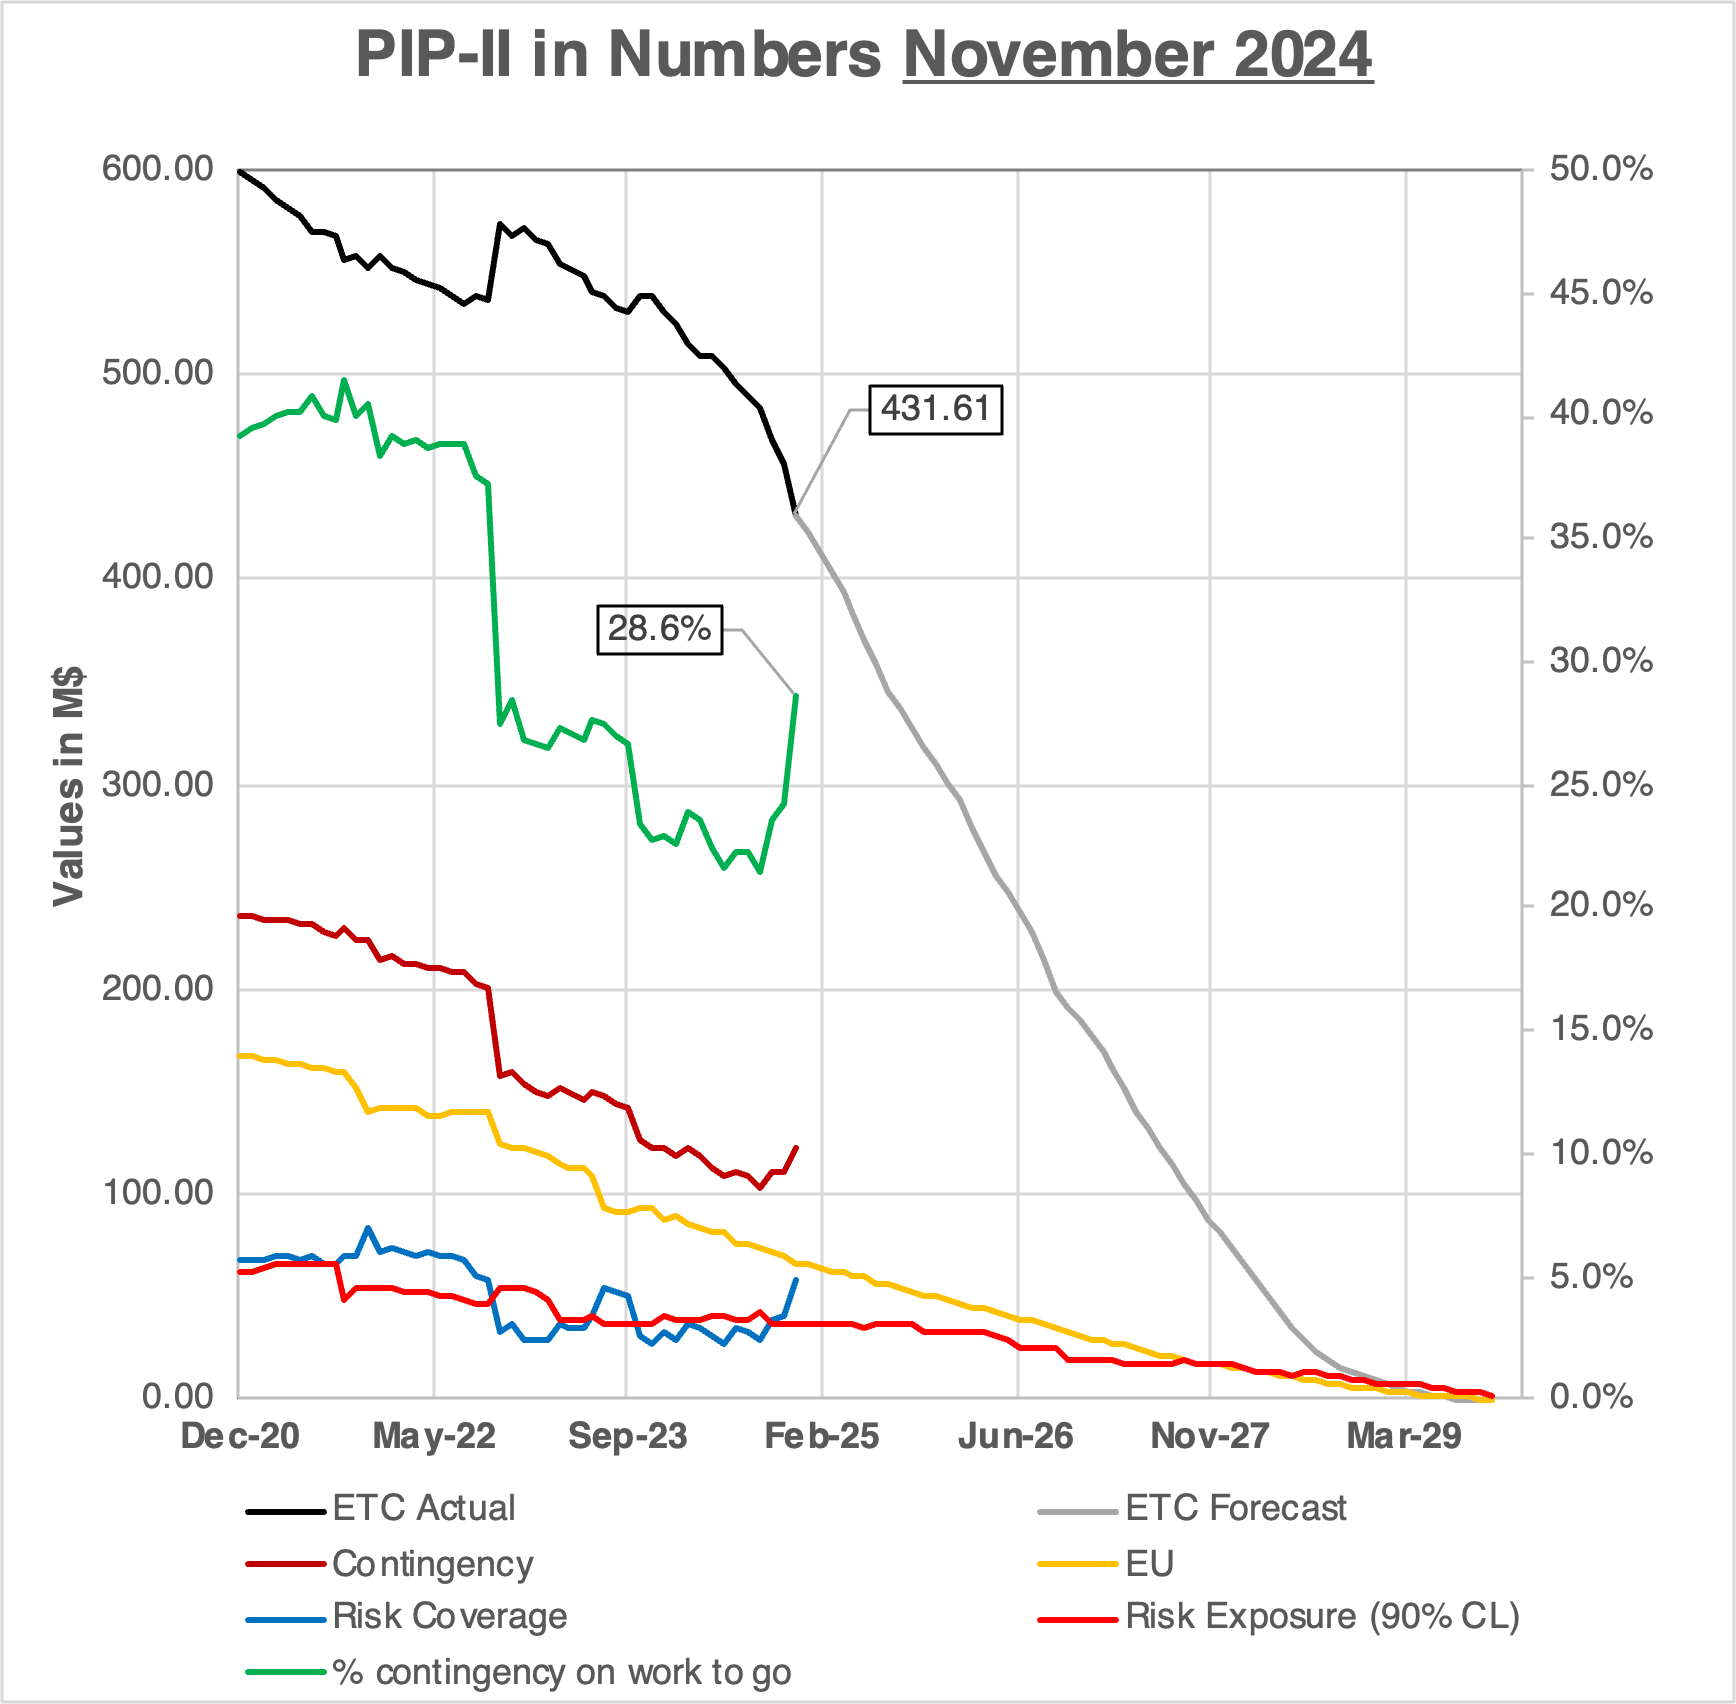 PIP-II in Numbers November 2024
600.00
500.00
400.00
300.00
200.00
100.00
0.00
Values in M$
50.0%
45.0%
40.0%
35.0%
30.0%
25.0%
20.0%
15.0%
10.0%
5.0%
0.0%
431.61
28.6%
Dec-20 May-22 Sep-23 Feb-25 Jun-26 Nov-27 Mar-29
ETC Actual
ETC Forecast
Contingency
EU
Risk Coverage
Risk Exposure (90% CL)
% contingency on work to go